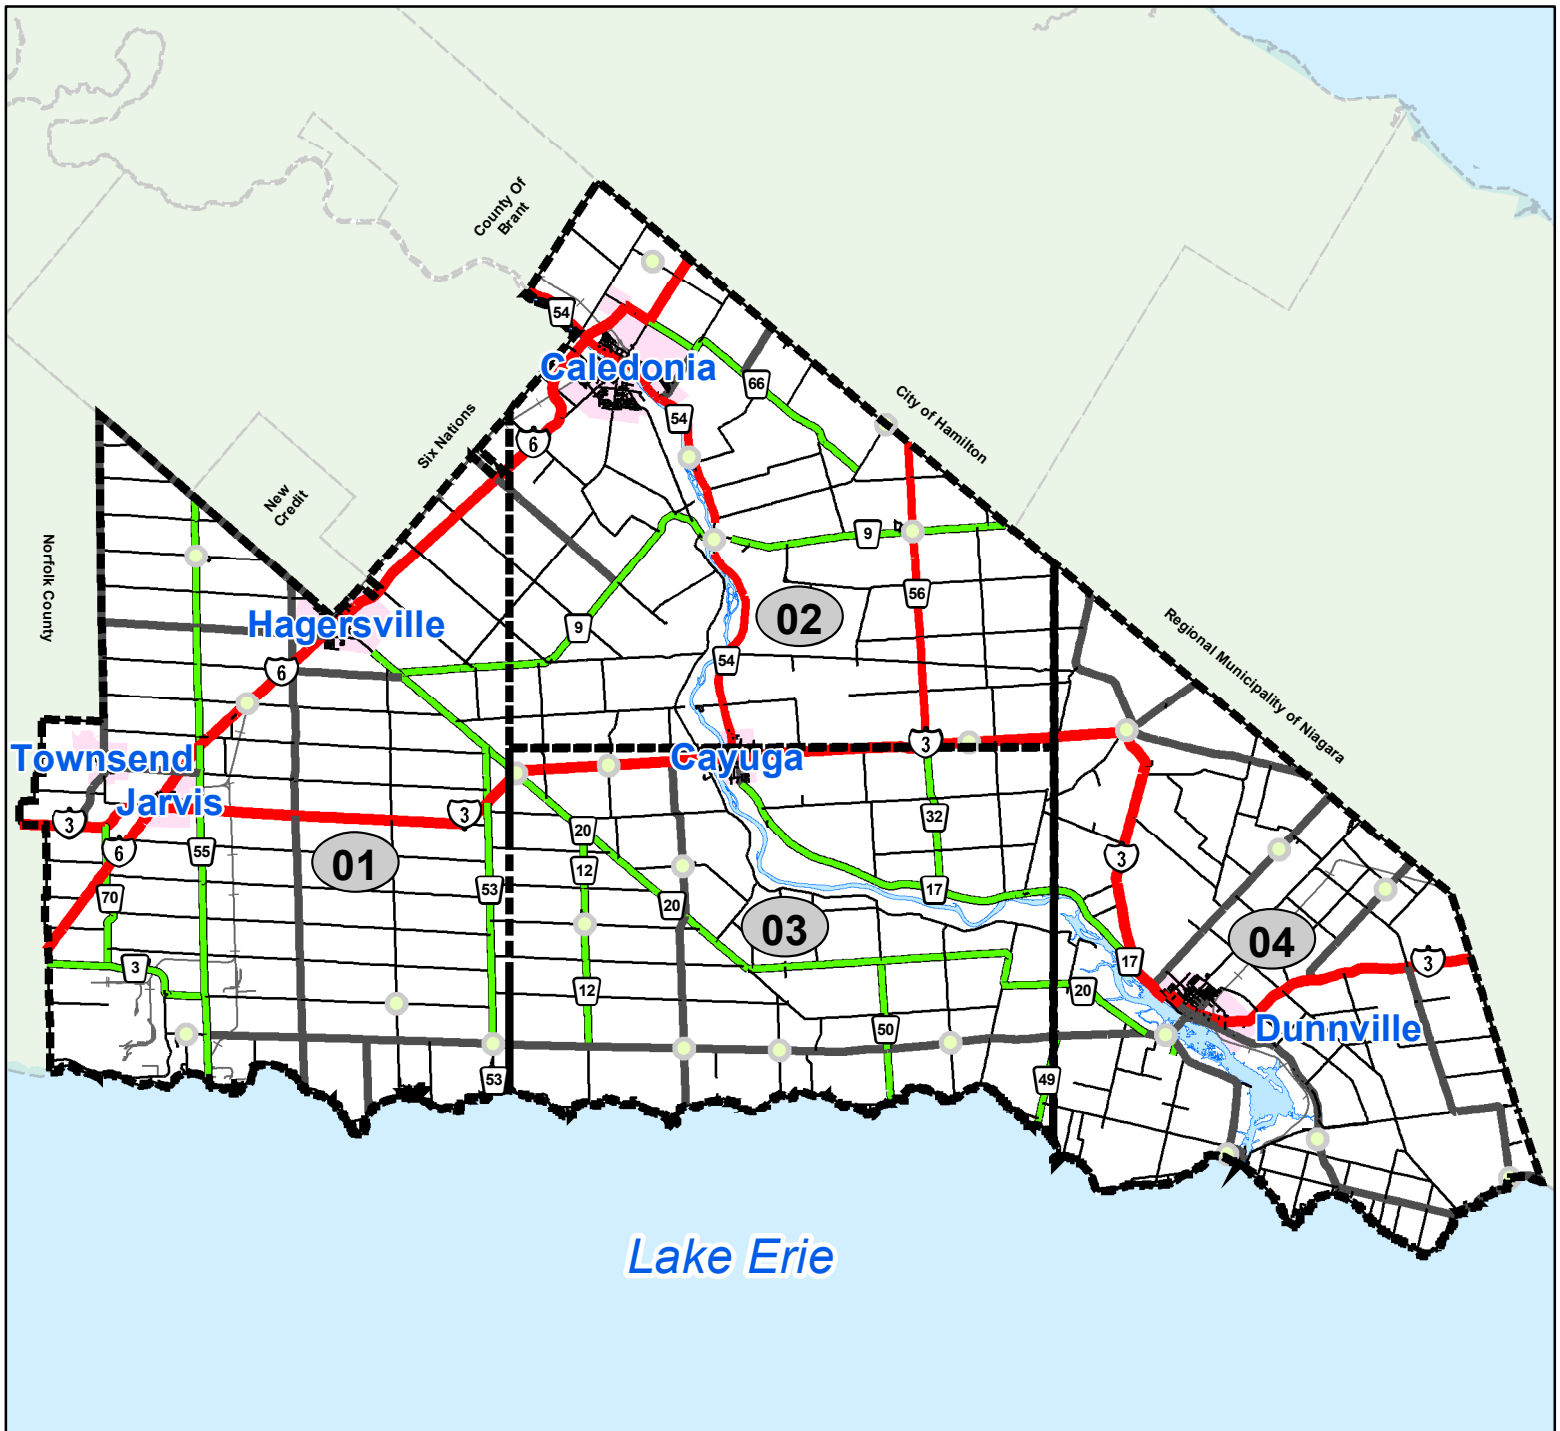 County Of
Brant
54
Caledonia
66
54
City of Hamilton
Six Nations
6
New
Credit
9
Norfolk County
56
02
Hagersville
9
Regional Municipality of Niagara
54
6
3
Townsend
Cayuga
Jarvis
3
3
32
20
6
55
01
12
3
70
53
17
20
03
04
17
3
3
12
20
50
Dunnville
53
49
Lake Erie